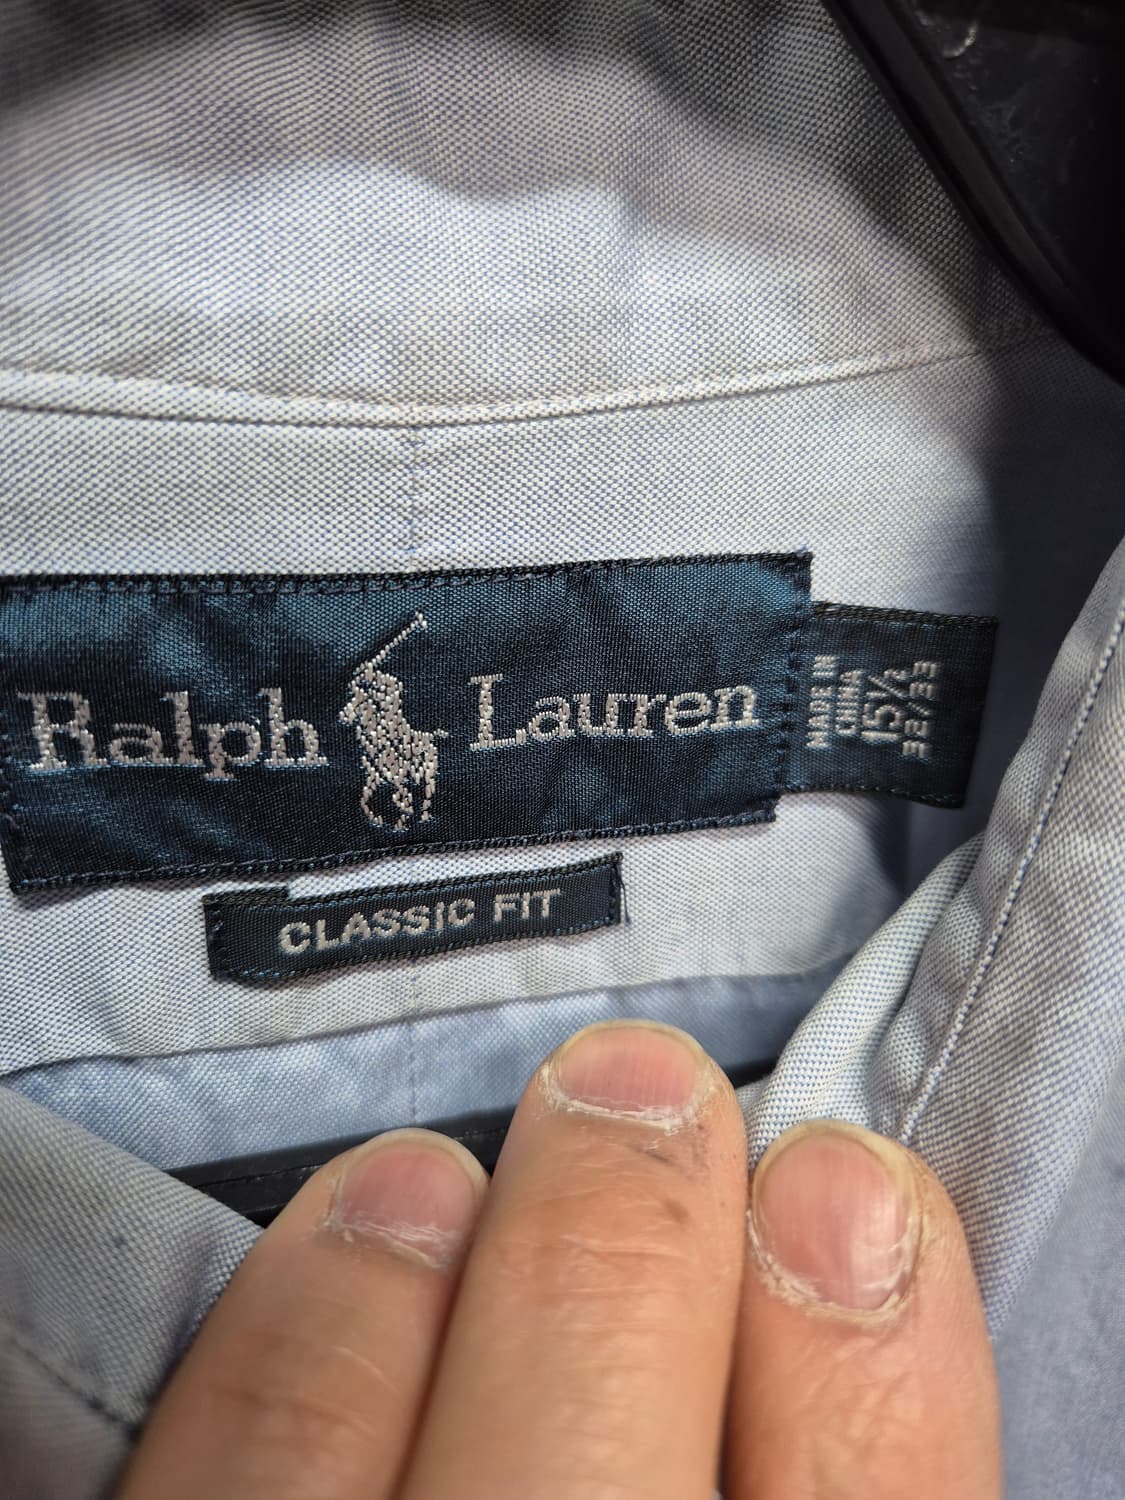 Ralph Lauren
MADE IN
CHINA
15½
32/33
CLASSIC FIT